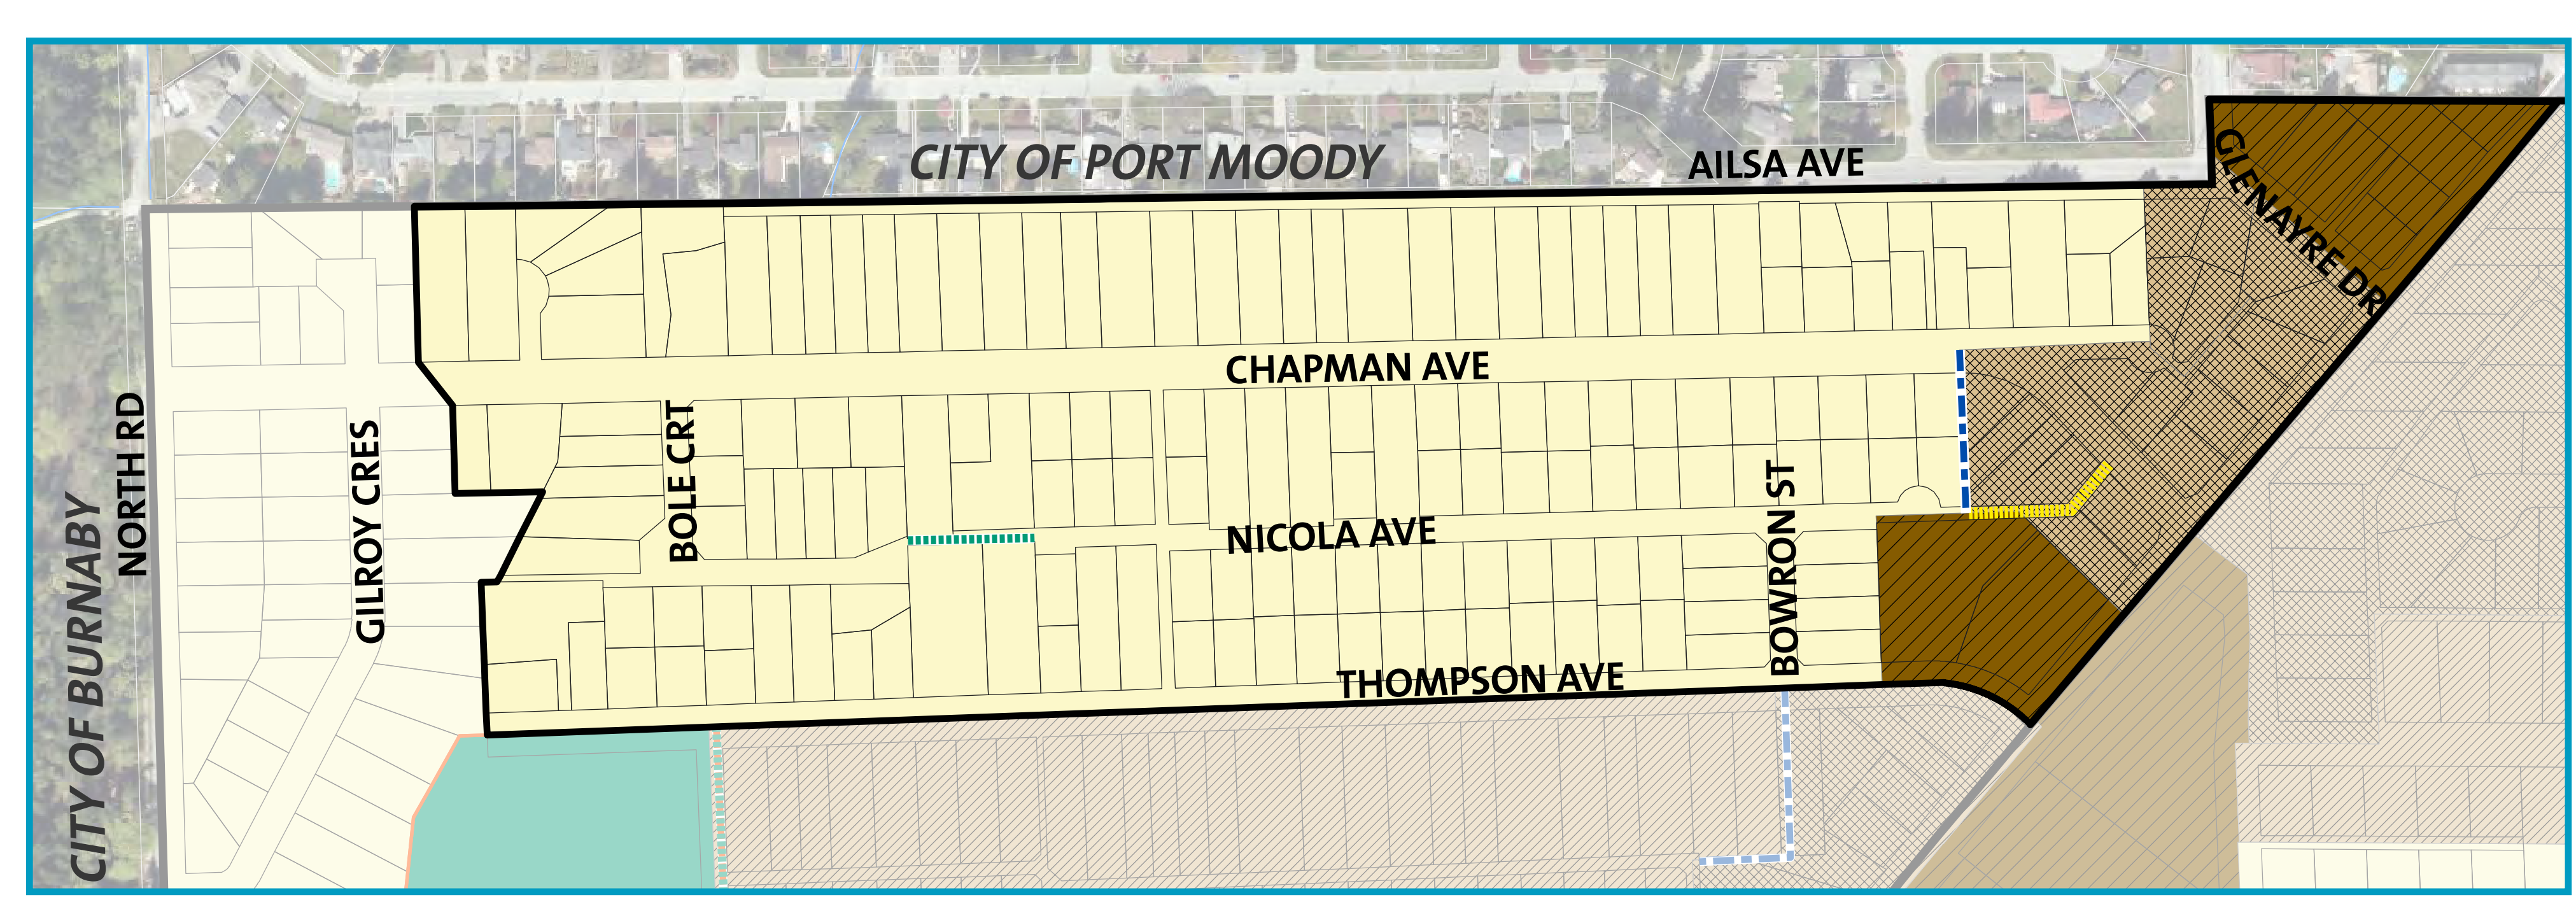 CITY OF PORT MOODY
AILSA AVE
GLENAYRE DR
CHAPMAN AVE
NORTH RD
GILROY CRES
BOLE CRT
BOWRON ST
NICOLA AVE
CITY OF BURNABY
THOMPSON AVE